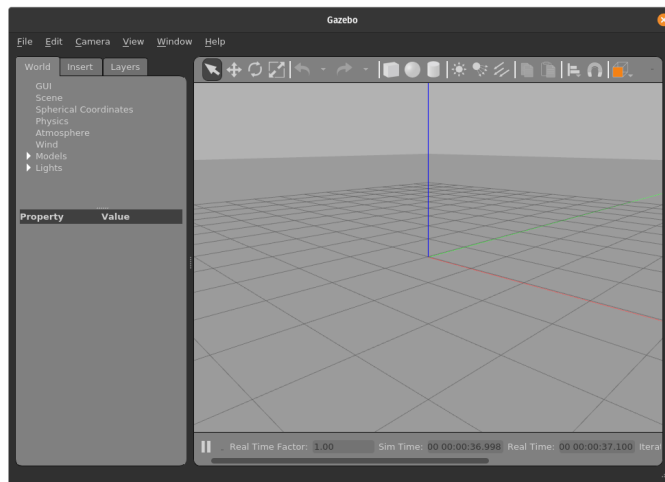 Gazebo
File Edit Camera View Window Help
World Insert Layers
GUI
Scene
Spherical Coordinates
Physics
Atmosphere
Wind
Models
Lights
Property Value
Real Time Factor: 1.00 Sim Time: 00 00:00:36.998 Real Time: 00 00:00:37.100 Itera